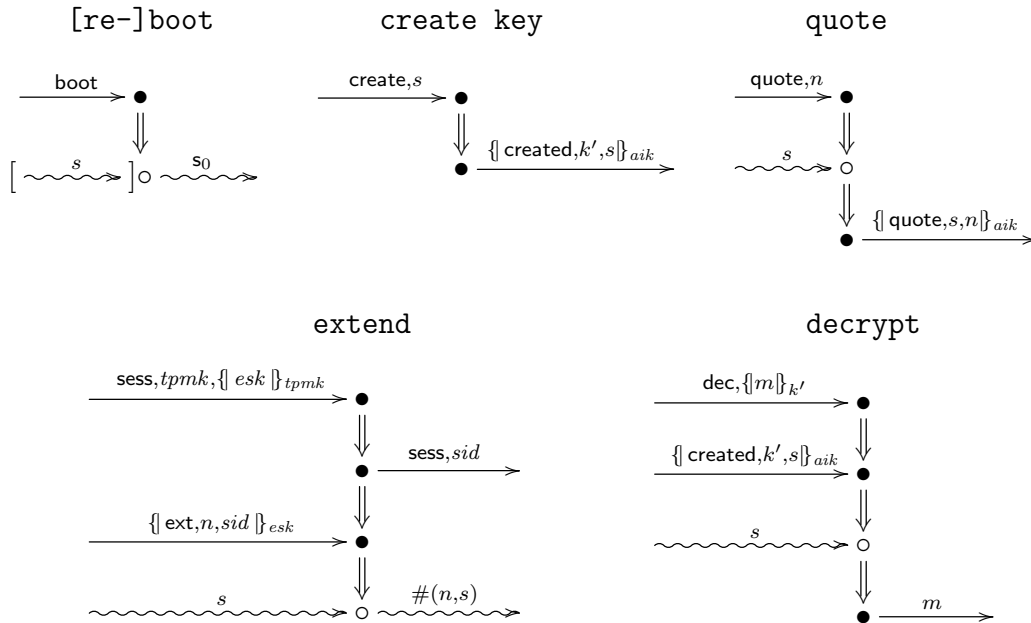 [re-]boot
create key
quote
boot
create,s
quote,n
[ s ] s₀
{|created,k′,s|}aik
s
{|quote,s,n|}aik
extend
decrypt
sess,tpmk,{|esk|}tpmk
dec,{|m|}k′
sess,sid
{|created,k′,s|}aik
{|ext,n,sid|}esk
s
s
#(n,s)
m